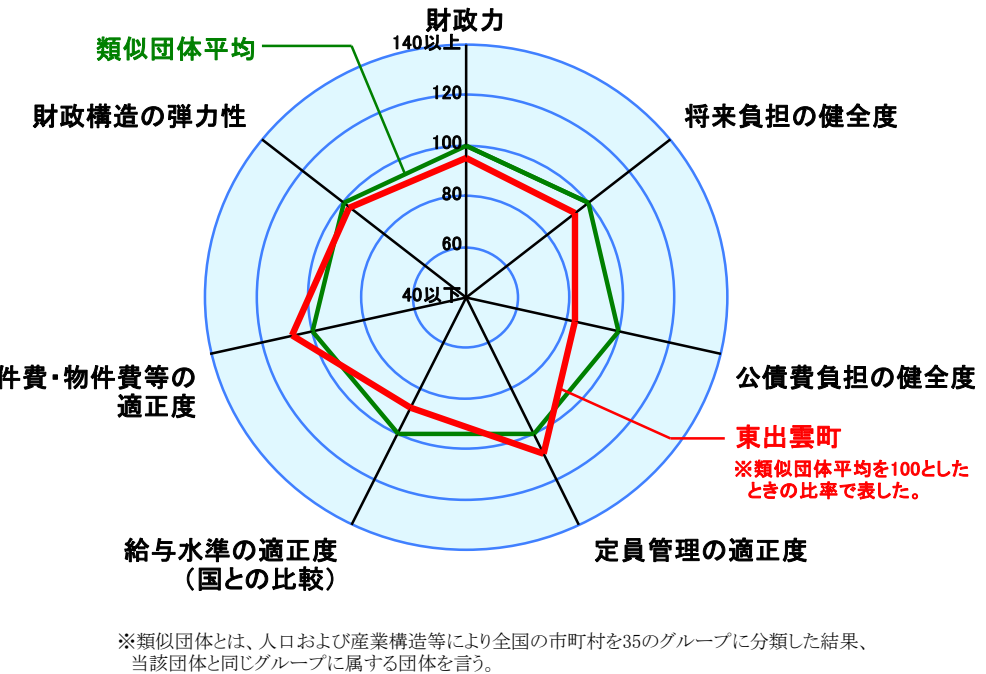 財政力
140以上
類似団体平均
120
財政構造の弾力性
将来負担の健全度
100
80
60
40以下
件費・物件費等の
適正度
公債費負担の健全度
東出雲町
※類似団体平均を100とした
ときの比率で表した。
給与水準の適正度
（国との比較）
定員管理の適正度
※類似団体とは、人口および産業構造等により全国の市町村を35のグループに分類した結果、
当該団体と同じグループに属する団体を言う。